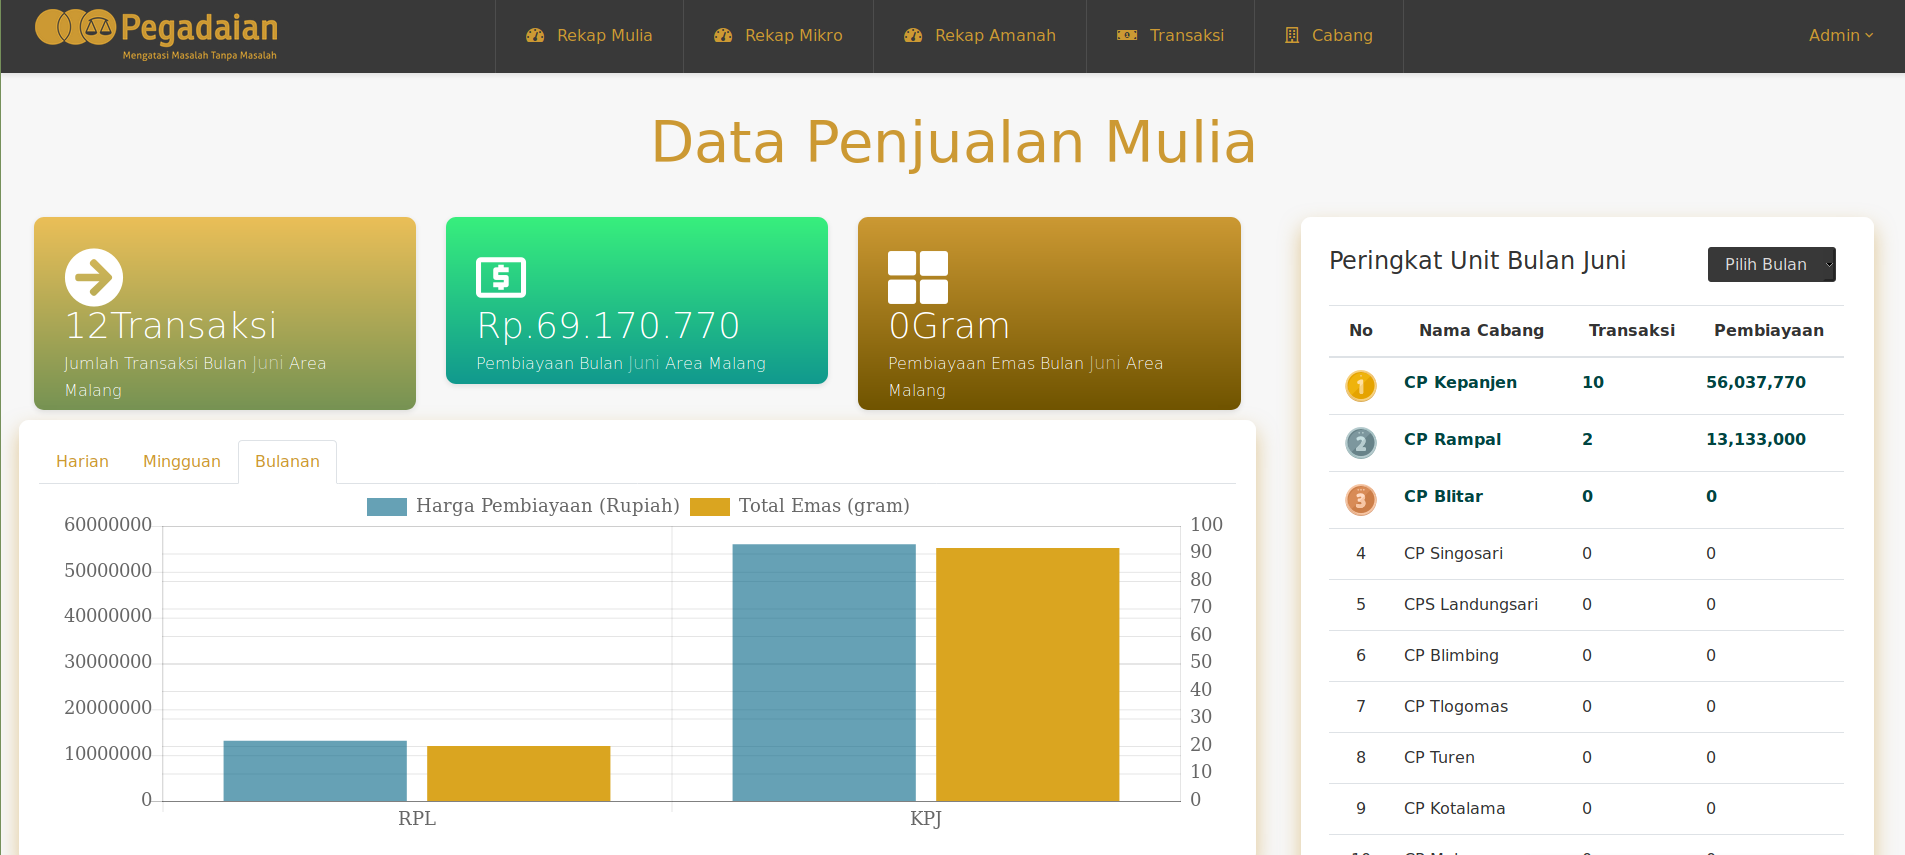 Pegadaian
Mengatasi Masalah Tanpa Masalah
Rekap Mulia
Rekap Mikro
Rekap Amanah
Transaksi
Cabang
Admin
Data Penjualan Mulia
12Transaksi
Jumlah Transaksi Bulan Juni Area
Malang
Rp.69.170.770
Pembiayaan Bulan Juni Area Malang
0Gram
Pembiayaan Emas Bulan Juni Area
Malang
Harian Mingguan Bulanan
Harga Pembiayaan (Rupiah) Total Emas (gram)
60000000
50000000
40000000
30000000
20000000
10000000
0
100
90
80
70
60
50
40
30
20
10
0
RPL KPJ
Peringkat Unit Bulan Juni
Pilih Bulan
No Nama Cabang Transaksi Pembiayaan
1 CP Kepanjen 10 56,037,770
2 CP Rampal 2 13,133,000
3 CP Blitar 0 0
4 CP Singosari 0 0
5 CPS Landungsari 0 0
6 CP Blimbing 0 0
7 CP Tlogomas 0 0
8 CP Turen 0 0
9 CP Kotalama 0 0